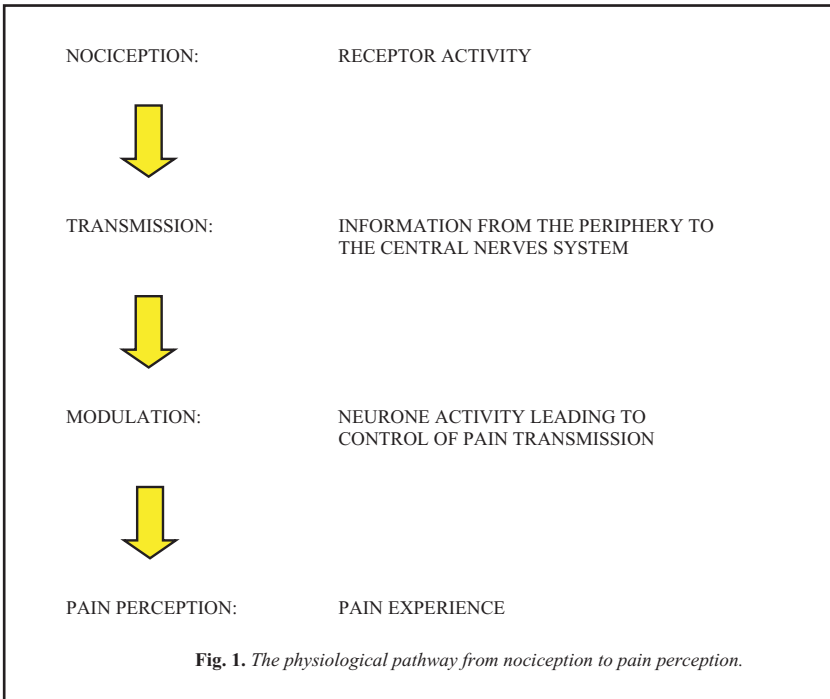 NOCICEPTION: RECEPTOR ACTIVITY
TRANSMISSION: INFORMATION FROM THE PERIPHERY TO
THE CENTRAL NERVES SYSTEM
MODULATION: NEURONE ACTIVITY LEADING TO
CONTROL OF PAIN TRANSMISSION
PAIN PERCEPTION: PAIN EXPERIENCE
Fig. 1. The physiological pathway from nociception to pain perception.